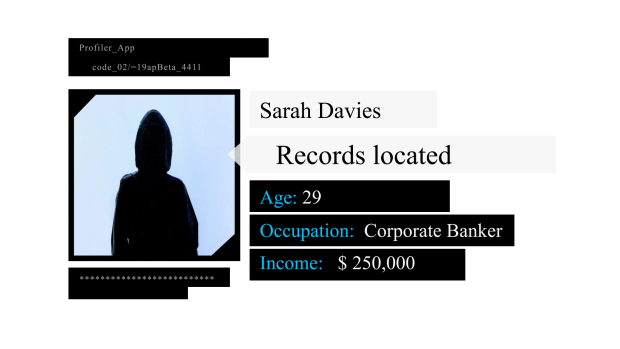 Profiler_App
code_02/=19apBeta_4411
Sarah Davies
Records located
Age: 29
Occupation: Corporate Banker
Income: $ 250,000
**************************